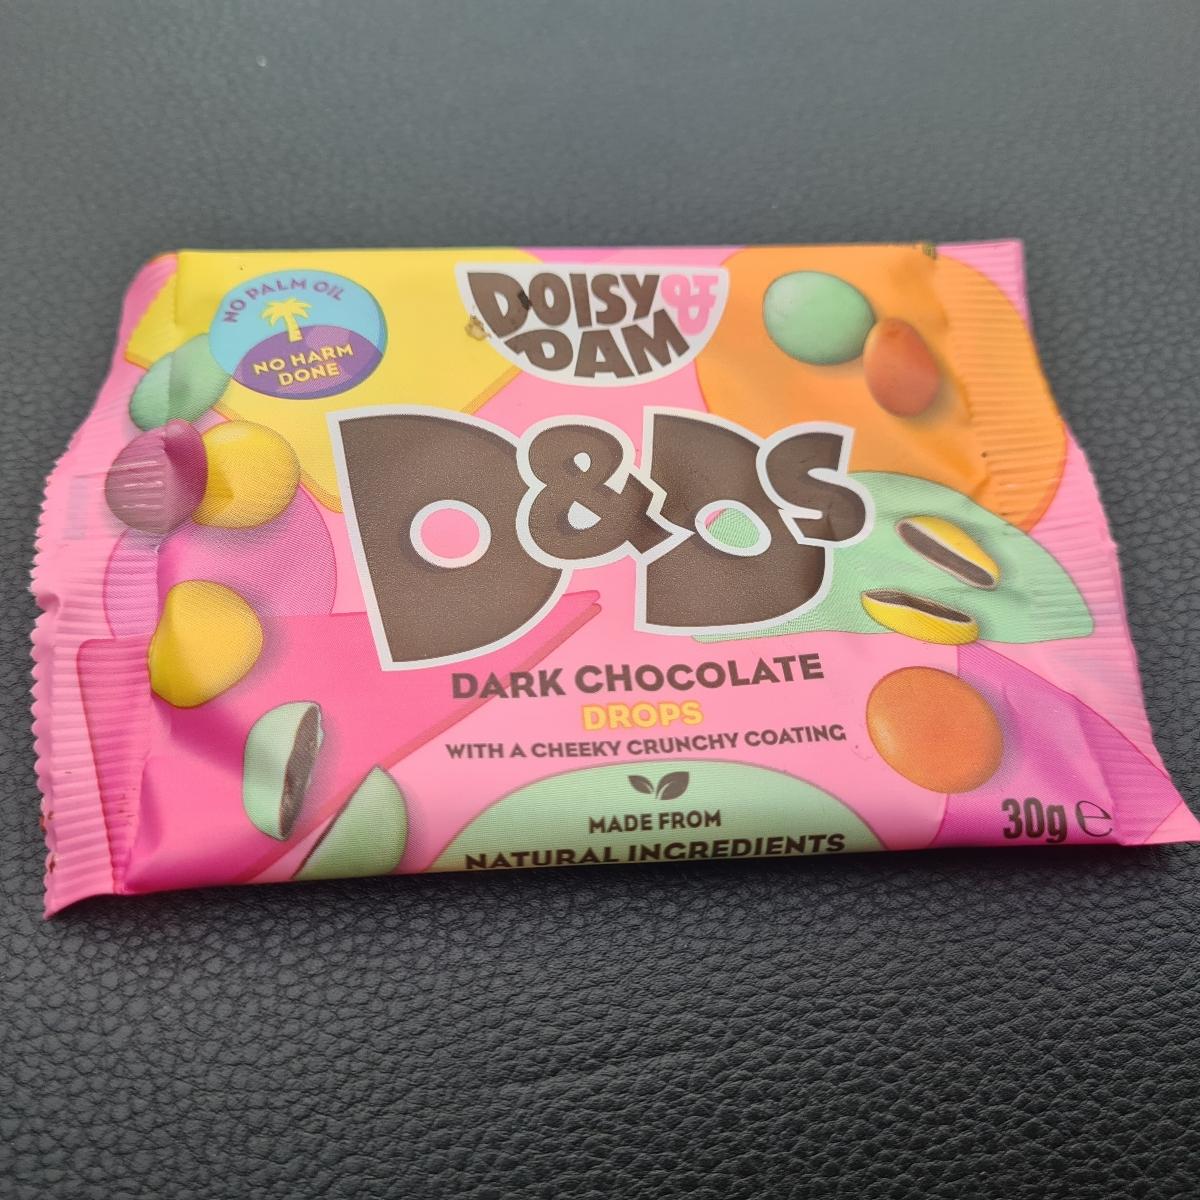 NO PALM OIL
NO HARM
DONE
DOISY &
DAM
D&Ds
DARK CHOCOLATE
DROPS
WITH A CHEEKY CRUNCHY COATING
MADE FROM
NATURAL INGREDIENTS
30g ℮